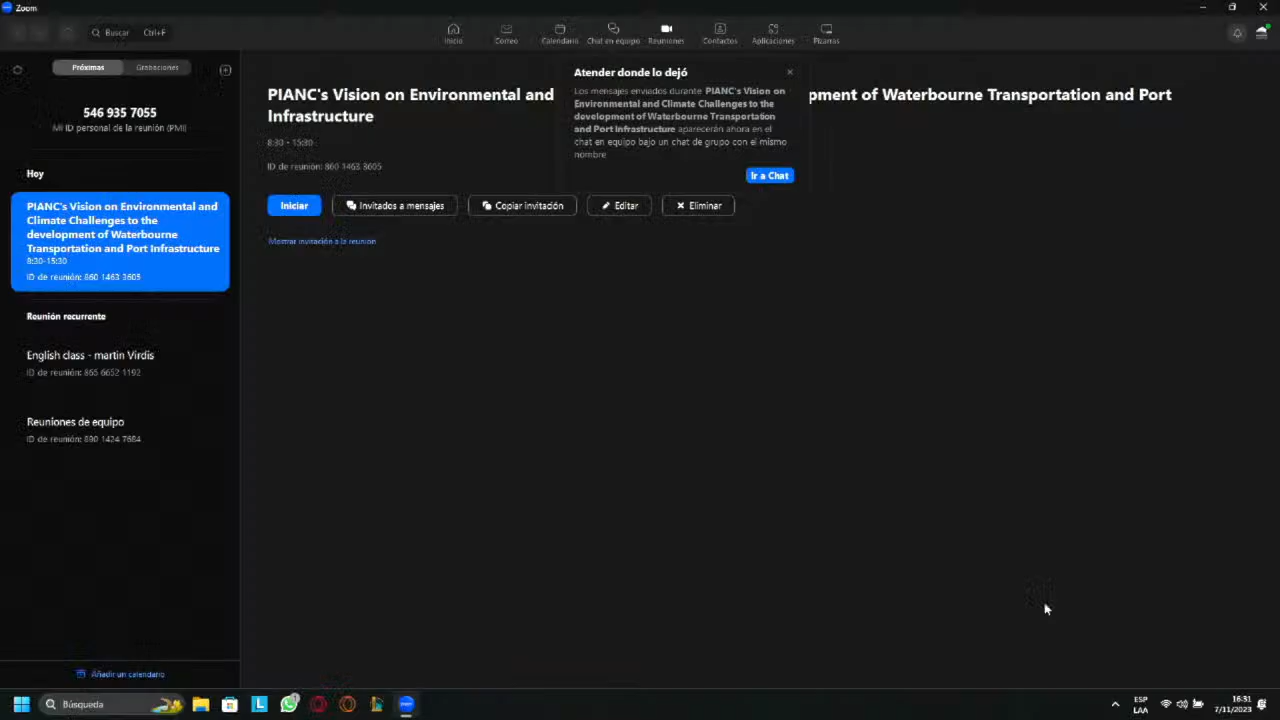 Zoom
Buscar Ctrl+F
Inicio Correo Calendario Chat en equipo Reuniones Contactos Aplicaciones Pizarras
Próximas Grabaciones
546 935 7055
Mi ID personal de la reunión (PMI)
Hoy
PIANC's Vision on Environmental and
Climate Challenges to the
development of Waterbourne
Transportation and Port Infrastructure
8:30-15:30
ID de reunión: 860 1463 3605
Reunión recurrente
English class - martin Virdis
ID de reunión: 865 6652 1192
Reuniones de equipo
ID de reunión: 890 1424 7684
Añadir un calendario
PIANC's Vision on Environmental and pment of Waterbourne Transportation and Port
Infrastructure
8:30 - 15:30
ID de reunión: 860 1463 3605
Atender donde lo dejó
Los mensajes enviados durante PIANC's Vision on
Environmental and Climate Challenges to the
development of Waterbourne Transportation
and Port Infrastructure aparecerán ahora en el
chat en equipo bajo un chat de grupo con el mismo
nombre
Ir a Chat
Iniciar Invitados a mensajes Copiar invitación Editar Eliminar
Mostrar invitación a la reunión
Búsqueda
L
1
zoom
ESP
LAA
16:31
7/11/2023